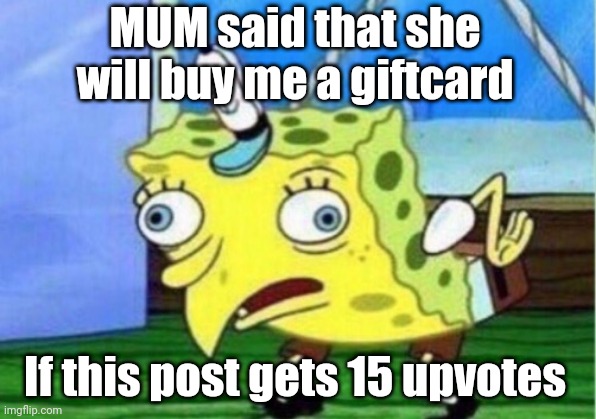 MUM said that she
will buy me a giftcard
If this post gets 15 upvotes
imgflip.com